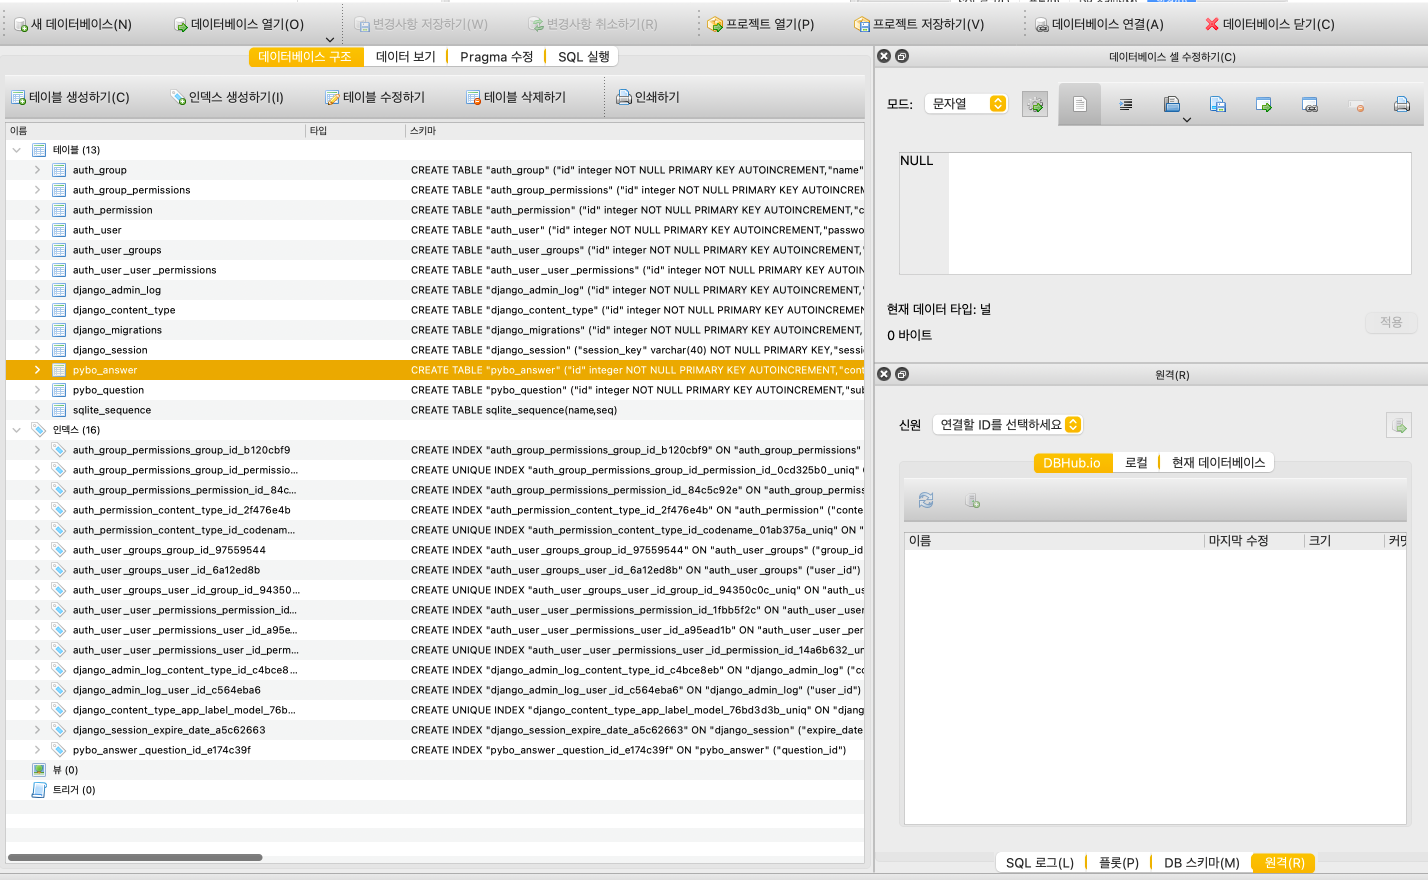 새 데이터베이스(N)
데이터베이스 열기(O)
변경사항 저장하기(W)
변경사항 취소하기(R)
프로젝트 열기(P)
프로젝트 저장하기(V)
데이터베이스 연결(A)
데이터베이스 닫기(C)
데이터베이스 구조
데이터 보기
Pragma 수정
SQL 실행
테이블 생성하기(C)
인덱스 생성하기(I)
테이블 수정하기
테이블 삭제하기
인쇄하기
이름 타입 스키마
테이블 (13)
auth_group CREATE TABLE "auth_group" ("id" integer NOT NULL PRIMARY KEY AUTOINCREMENT,"name"
auth_group_permissions CREATE TABLE "auth_group_permissions" ("id" integer NOT NULL PRIMARY KEY AUTOINCREM
auth_permission CREATE TABLE "auth_permission" ("id" integer NOT NULL PRIMARY KEY AUTOINCREMENT,"c
auth_user CREATE TABLE "auth_user" ("id" integer NOT NULL PRIMARY KEY AUTOINCREMENT,"passwo
auth_user_groups CREATE TABLE "auth_user_groups" ("id" integer NOT NULL PRIMARY KEY AUTOINCREMENT,"
auth_user_user_permissions CREATE TABLE "auth_user_user_permissions" ("id" integer NOT NULL PRIMARY KEY AUTOIN
django_admin_log CREATE TABLE "django_admin_log" ("id" integer NOT NULL PRIMARY KEY AUTOINCREMENT,"
django_content_type CREATE TABLE "django_content_type" ("id" integer NOT NULL PRIMARY KEY AUTOINCREMEN
django_migrations CREATE TABLE "django_migrations" ("id" integer NOT NULL PRIMARY KEY AUTOINCREMENT,
django_session CREATE TABLE "django_session" ("session_key" varchar(40) NOT NULL PRIMARY KEY,"sessi
pybo_answer CREATE TABLE "pybo_answer" ("id" integer NOT NULL PRIMARY KEY AUTOINCREMENT,"cont
pybo_question CREATE TABLE "pybo_question" ("id" integer NOT NULL PRIMARY KEY AUTOINCREMENT,"sub
sqlite_sequence CREATE TABLE sqlite_sequence(name,seq)
인덱스 (16)
auth_group_permissions_group_id_b120cbf9 CREATE INDEX "auth_group_permissions_group_id_b120cbf9" ON "auth_group_permissions"
auth_group_permissions_group_id_permissio... CREATE UNIQUE INDEX "auth_group_permissions_group_id_permission_id_0cd325b0_uniq"
auth_group_permissions_permission_id_84c... CREATE INDEX "auth_group_permissions_permission_id_84c5c92e" ON "auth_group_permiss
auth_permission_content_type_id_2f476e4b CREATE INDEX "auth_permission_content_type_id_2f476e4b" ON "auth_permission" ("conte
auth_permission_content_type_id_codenam... CREATE UNIQUE INDEX "auth_permission_content_type_id_codename_01ab375a_uniq" ON "
auth_user_groups_group_id_97559544 CREATE INDEX "auth_user_groups_group_id_97559544" ON "auth_user_groups" ("group_id
auth_user_groups_user_id_6a12ed8b CREATE INDEX "auth_user_groups_user_id_6a12ed8b" ON "auth_user_groups" ("user_id")
auth_user_groups_user_id_group_id_94350... CREATE UNIQUE INDEX "auth_user_groups_user_id_group_id_94350c0c_uniq" ON "auth_us
auth_user_user_permissions_permission_id... CREATE INDEX "auth_user_user_permissions_permission_id_1fbb5f2c" ON "auth_user_user
auth_user_user_permissions_user_id_a95e... CREATE INDEX "auth_user_user_permissions_user_id_a95ead1b" ON "auth_user_user_per
auth_user_user_permissions_user_id_perm... CREATE UNIQUE INDEX "auth_user_user_permissions_user_id_permission_id_14a6b632_un
django_admin_log_content_type_id_c4bce8... CREATE INDEX "django_admin_log_content_type_id_c4bce8eb" ON "django_admin_log" ("co
django_admin_log_user_id_c564eba6 CREATE INDEX "django_admin_log_user_id_c564eba6" ON "django_admin_log" ("user_id")
django_content_type_app_label_model_76b... CREATE UNIQUE INDEX "django_content_type_app_label_model_76bd3d3b_uniq" ON "djang
django_session_expire_date_a5c62663 CREATE INDEX "django_session_expire_date_a5c62663" ON "django_session" ("expire_date
pybo_answer_question_id_e174c39f CREATE INDEX "pybo_answer_question_id_e174c39f" ON "pybo_answer" ("question_id")
뷰 (0)
트리거 (0)
데이터베이스 셀 수정하기(C)
모드: 문자열
NULL
현재 데이터 타입: 널
0 바이트
적용
원격(R)
신원 연결할 ID를 선택하세요
DBHub.io 로컬 현재 데이터베이스
이름 마지막 수정 크기 커밋
SQL 로그(L) 플롯(P) DB 스키마(M) 원격(R)